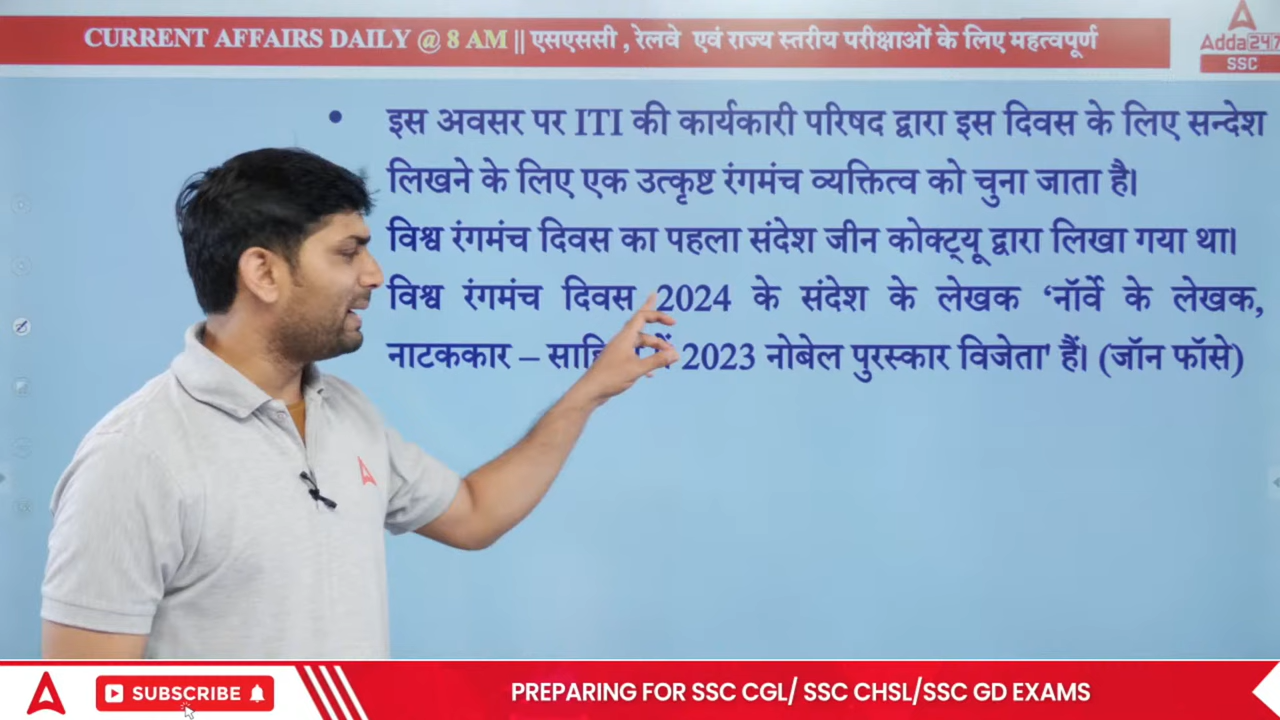 CURRENT AFFAIRS DAILY @ 8 AM || एसएससी , रेलवे एवं राज्य स्तरीय परीक्षाओं के लिए महत्वपूर्ण
Adda247
SSC
• इस अवसर पर ITI की कार्यकारी परिषद द्वारा इस दिवस के लिए सन्देश
लिखने के लिए एक उत्कृष्ट रंगमंच व्यक्तित्व को चुना जाता है।
विश्व रंगमंच दिवस का पहला संदेश जीन कोक्ट्यू द्वारा लिखा गया था।
विश्व रंगमंच दिवस 2024 के संदेश के लेखक ‘नॉर्वे के लेखक,
नाटककार – 2023 नोबेल पुरस्कार विजेता' हैं। (जॉन फॉसे)
SUBSCRIBE
PREPARING FOR SSC CGL/ SSC CHSL/SSC GD EXAMS